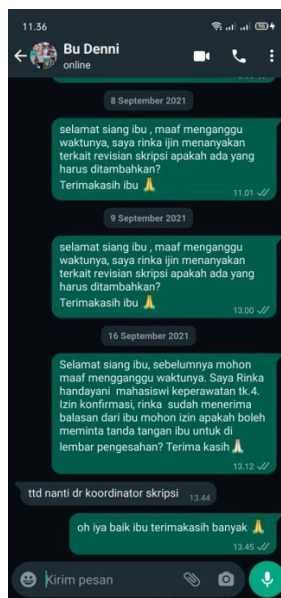 11.36
56
Bu Denni
online
8 September 2021
selamat siang ibu , maaf menganggu
waktunya, saya rinka ijin menanyakan
terkait revisian skripsi apakah ada yang
harus ditambahkan?
Terimakasih ibu 🙏
11.01
9 September 2021
selamat siang ibu , maaf menganggu
waktunya, saya rinka ijin menanyakan
terkait revisian skripsi apakah ada yang
harus ditambahkan?
Terimakasih ibu 🙏
13.00
16 September 2021
Selamat siang ibu, sebelumnya mohon
maaf mengganggu waktunya. Saya Rinka
handayani mahasiswi keperawatan tk.4.
Izin konfirmasi, rinka sudah menerima
balasan dari ibu mohon izin apakah boleh
meminta tanda tangan ibu untuk di
lembar pengesahan? Terima kasih 🙏
13.12
ttd nanti dr koordinator skripsi 13.44
oh iya baik ibu terimakasih banyak 🙏
13.45
Kirim pesan